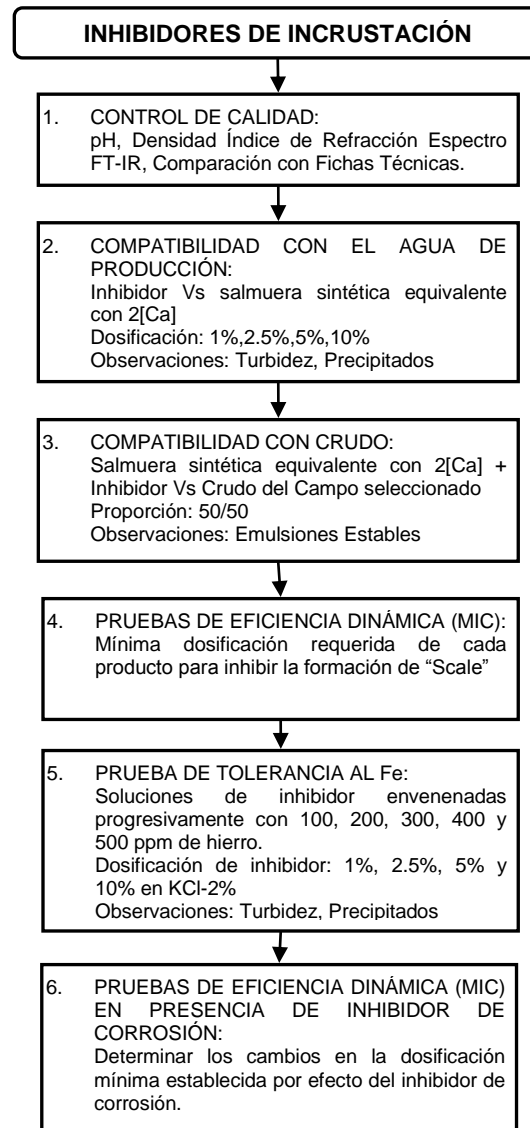 INHIBIDORES DE INCRUSTACIÓN
1. CONTROL DE CALIDAD:
pH, Densidad Índice de Refracción Espectro
FT-IR, Comparación con Fichas Técnicas.
2. COMPATIBILIDAD CON EL AGUA DE
PRODUCCIÓN:
Inhibidor Vs salmuera sintética equivalente
con 2[Ca]
Dosificación: 1%,2.5%,5%,10%
Observaciones: Turbidez, Precipitados
3. COMPATIBILIDAD CON CRUDO:
Salmuera sintética equivalente con 2[Ca] +
Inhibidor Vs Crudo del Campo seleccionado
Proporción: 50/50
Observaciones: Emulsiones Estables
4. PRUEBAS DE EFICIENCIA DINÁMICA (MIC):
Mínima dosificación requerida de cada
producto para inhibir la formación de “Scale”
5. PRUEBA DE TOLERANCIA AL Fe:
Soluciones de inhibidor envenenadas
progresivamente con 100, 200, 300, 400 y
500 ppm de hierro.
Dosificación de inhibidor: 1%, 2.5%, 5% y
10% en KCl-2%
Observaciones: Turbidez, Precipitados
6. PRUEBAS DE EFICIENCIA DINÁMICA (MIC)
EN PRESENCIA DE INHIBIDOR DE
CORROSIÓN:
Determinar los cambios en la dosificación
mínima establecida por efecto del inhibidor de
corrosión.